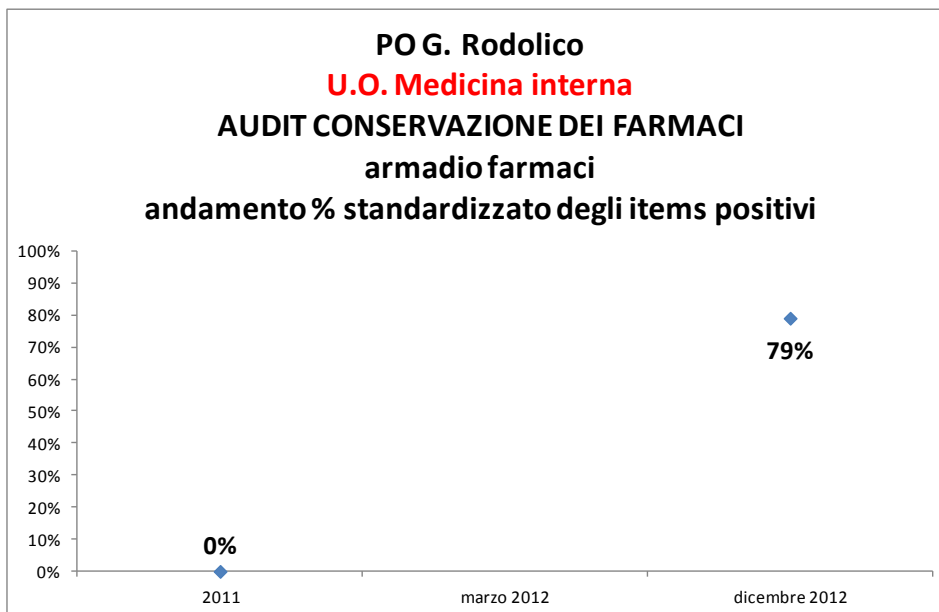 PO G. Rodolico
U.O. Medicina interna
AUDIT CONSERVAZIONE DEI FARMACI
armadio farmaci
andamento % standardizzato degli items positivi
100%
90%
80%
70%
60%
50%
40%
30%
20%
10%
0%
0%
79%
2011 marzo 2012 dicembre 2012